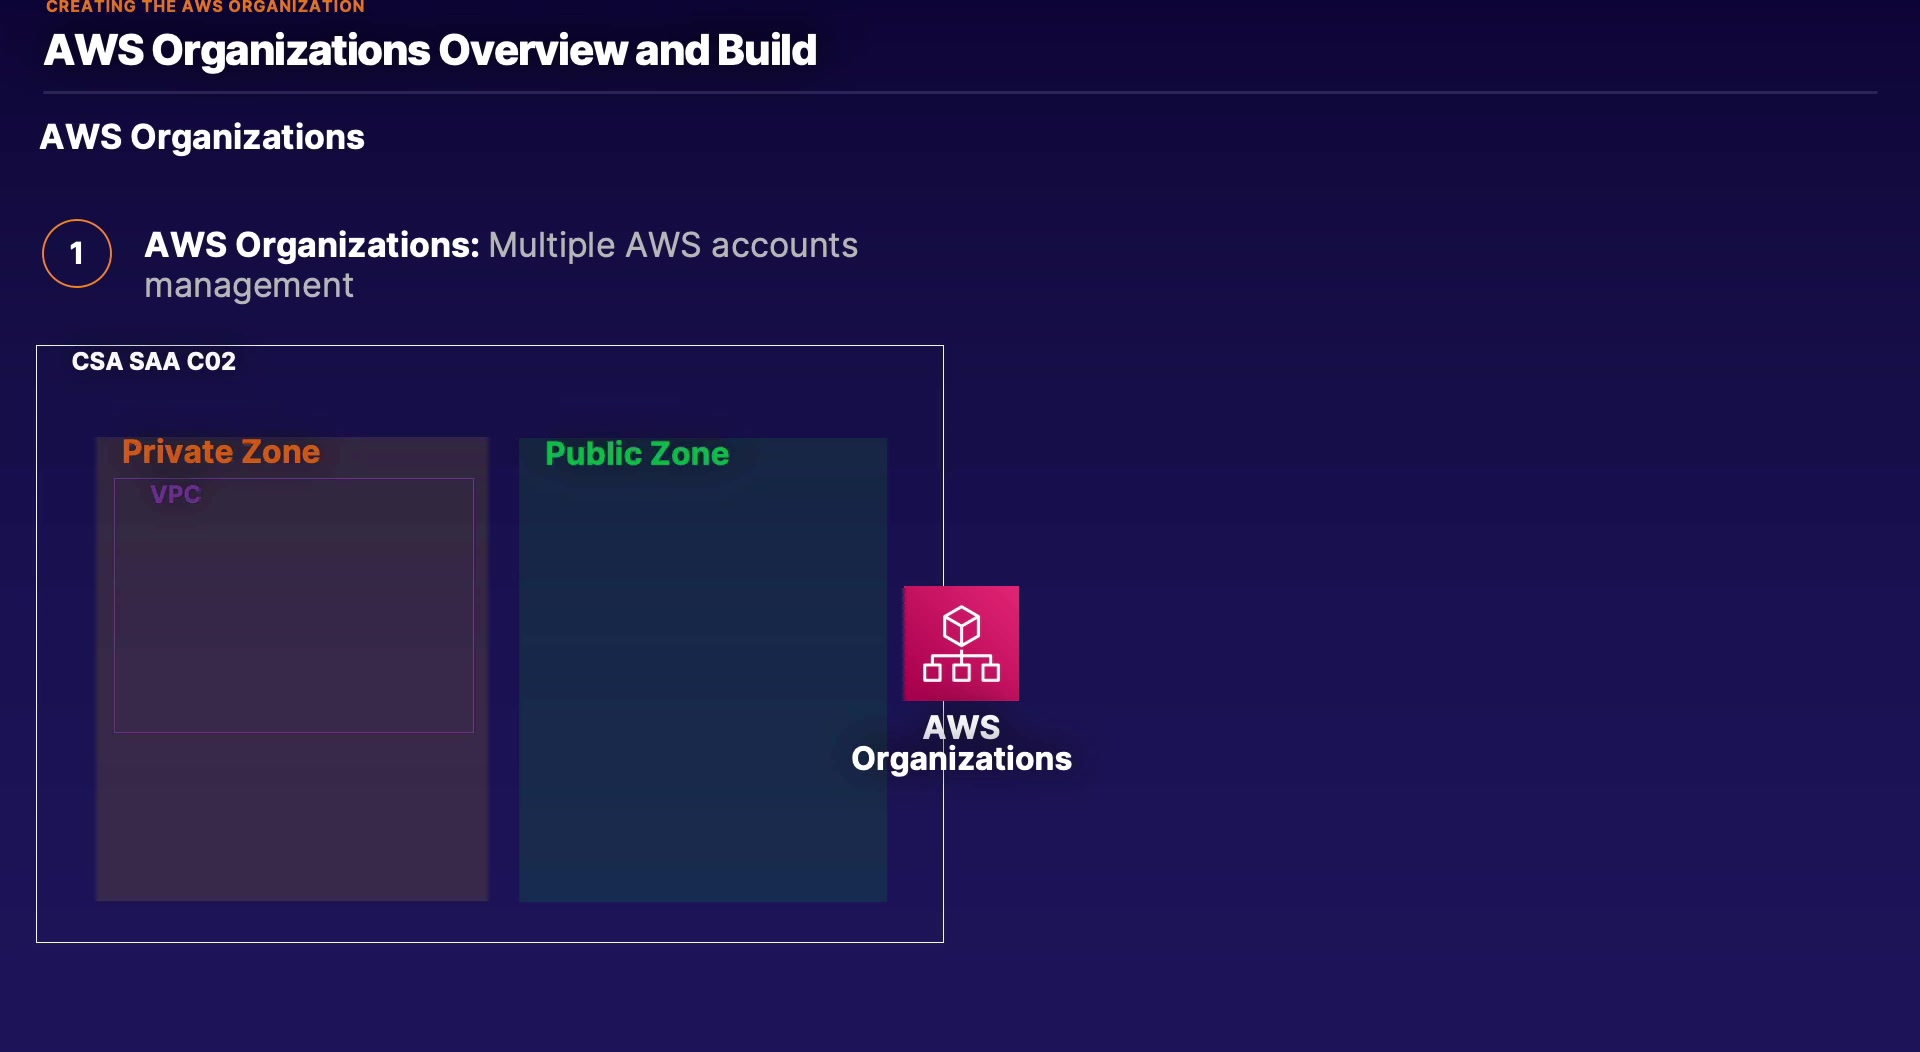 CREATING THE AWS ORGANIZATION
AWS Organizations Overview and Build
AWS Organizations
1
AWS Organizations: Multiple AWS accounts
management
CSA SAA C02
Private Zone
VPC
Public Zone
AWS
Organizations